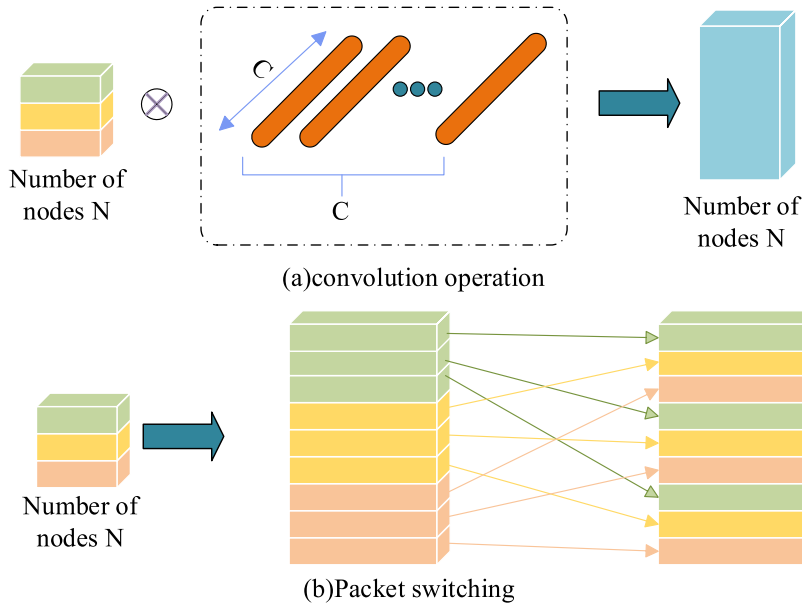 C
C
Number of
nodes N
Number of
nodes N
(a)convolution operation
Number of
nodes N
(b)Packet switching